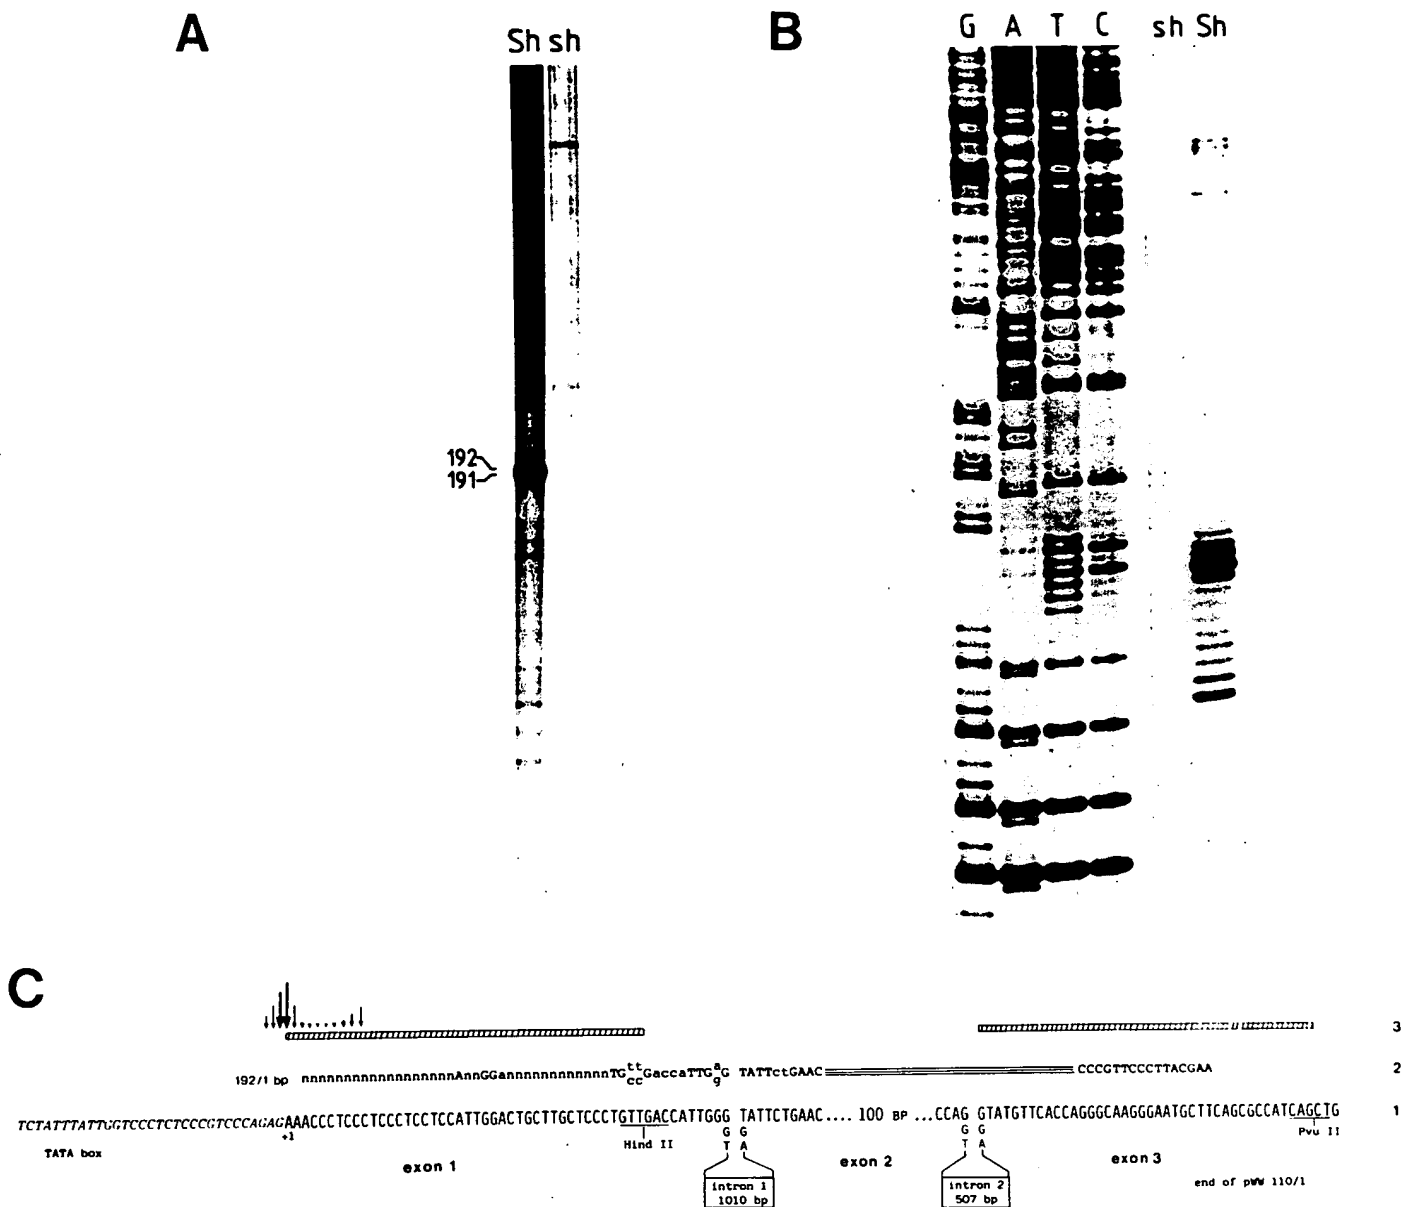 A
B
Sh sh
G A T C sh Sh
192
191
C
3
192/1 bp nnnnnnnnnnnnnnnnnnnnnnAnnGGannnnnnnnnnnnnnTG tt cc GaccaTTG a g G TATTctGAAC CCCGTTCCCTTACGAA 2
TCTATTTATTGGTCCCTCTCCCGTCCCAGAGAAACCCTCCCTCCCTCCTCCATTGGACTGCTTGCTCCCTGTTGACCATTGGG TATTCTGAAC.... 100 BP ...CCAG GTATGTTCACCAGGGCAAGGGAATGCTTCAGCGCCATCAGCTG 1
+1
Hind II
G G
T A
G G
T A
Pvu II
TATA box
exon 1
exon 2
exon 3
intron 1
1010 bp
intron 2
507 bp
end of pWW 110/1